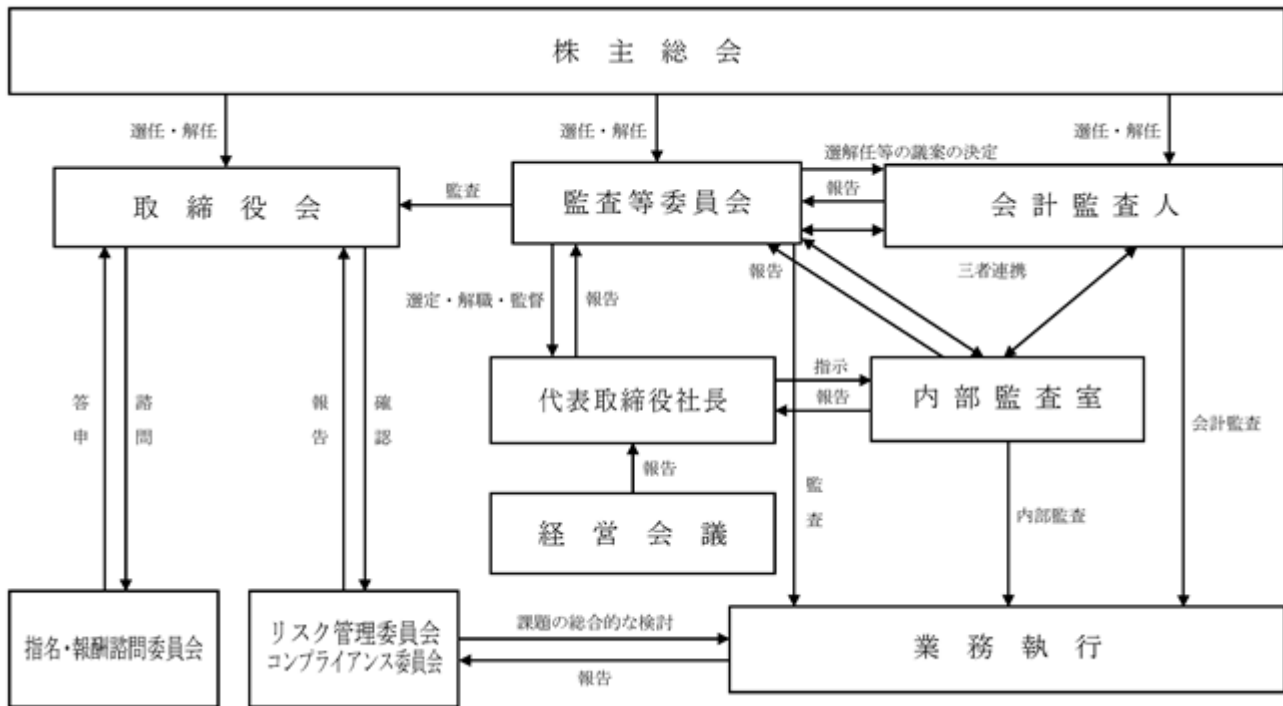 株主総会
選任・解任
選任・解任
選任・解任
選解任等の議案の決定
取締役会
監査
監査等委員会
報告
会計監査人
選定・解職・監督
報告
報告
三者連携
答申
諮問
報告
確認
代表取締役社長
指示
報告
内部監査室
会計監査
報告
経営会議
監査
内部監査
指名・報酬諮問委員会
リスク管理委員会
コンプライアンス委員会
課題の総合的な検討
報告
業務執行